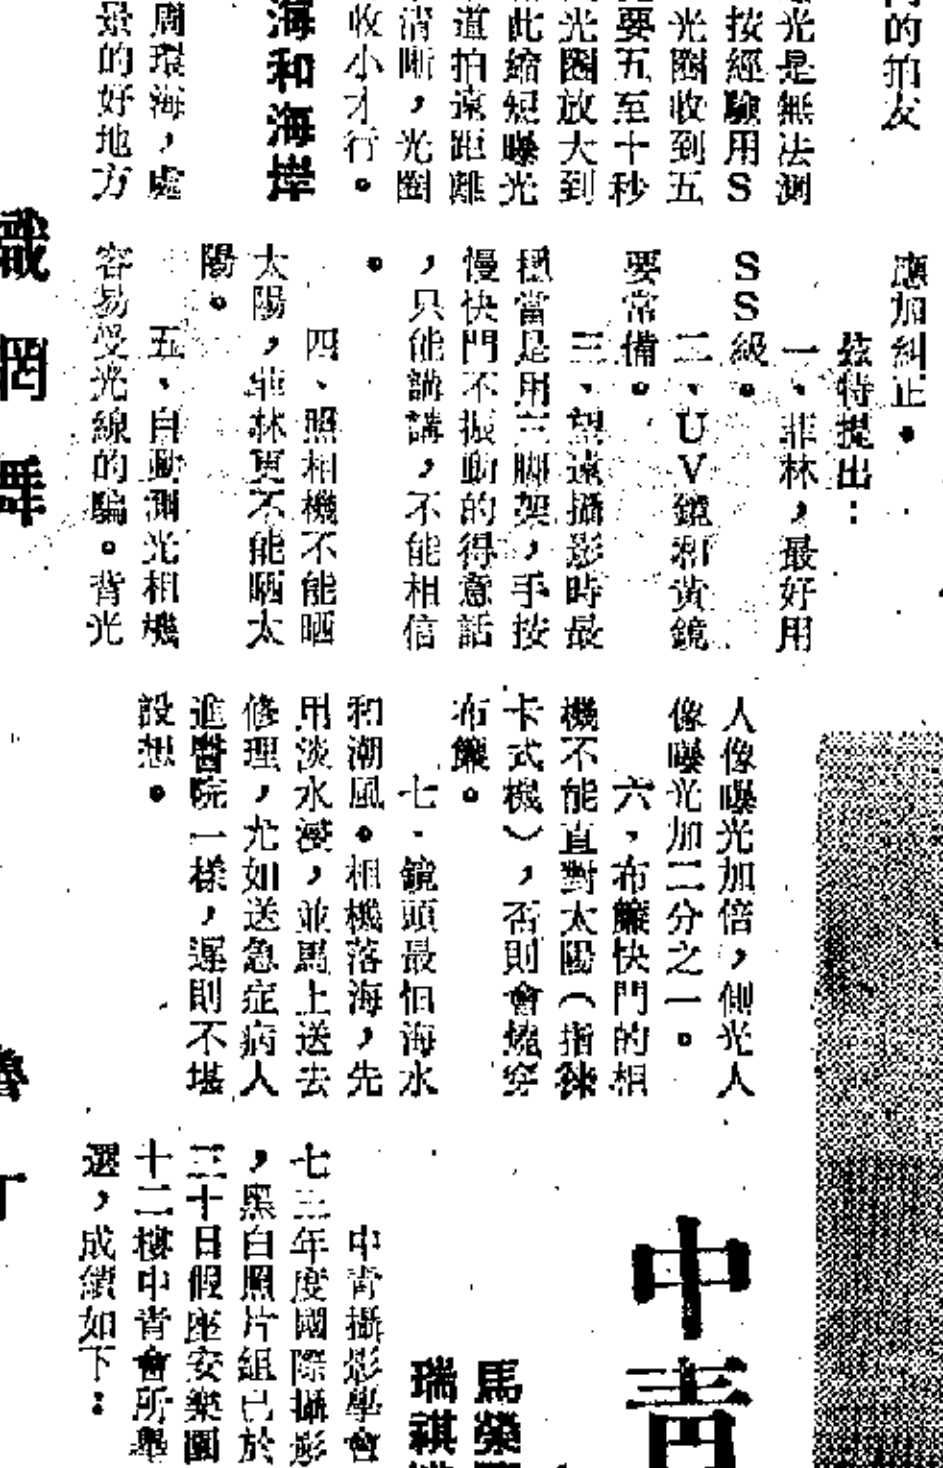 的拍友
光是無法測
按經驗用S
光圈收到五
要五至十秒
光圈放大到
此縮短曝光
道拍遠距離
清晰，光圈
收小才行。
海和海岸
周環海，處
景的好地方
應加糾正。
茲特提出：
一、菲林，最好用
SS級。
二、UV鏡和黃鏡
要常備。
三、望遠攝影時最
穩當是用三脚架，手按
慢快門不振動的得意話
，只能講講，不能相信
。
四、照相機不能晒
太陽，菲林更不能晒太
陽。
五、自動測光相機
容易受光線的騙。背光
織網舞
人像曝光加倍，側光人
像曝光加二分之一。
六，布簾快門的相
機不能直對太陽（指徠
卡式機），否則會燒穿
布簾。
七．鏡頭最怕海水
和潮風。相機落海，先
用淡水浸，並馬上送去
修理，尤如送急症病人
進醫院一樣，遲則不堪
設想。
中青
馬榮
瑞祺
中青攝影學會
七三年度國際攝影
，黑白照片組已於
三十日假座安樂園
十二樓中青會所舉
選，成績如下：